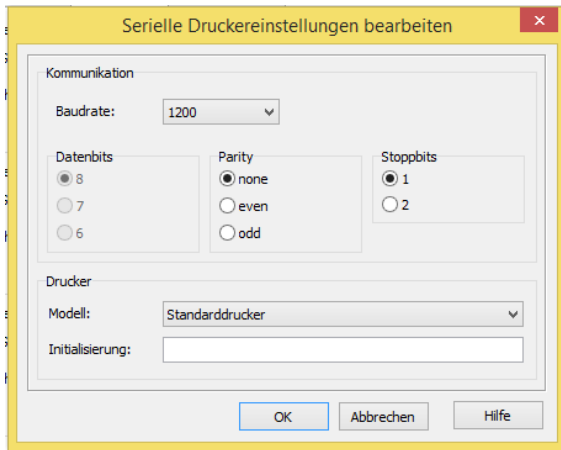 Serielle Druckereinstellungen bearbeiten
Kommunikation
Baudrate: 1200
Datenbits Parity Stoppbits
8 none 1
7 even 2
6 odd
Drucker
Modell: Standarddrucker
Initialisierung:
OK Abbrechen Hilfe